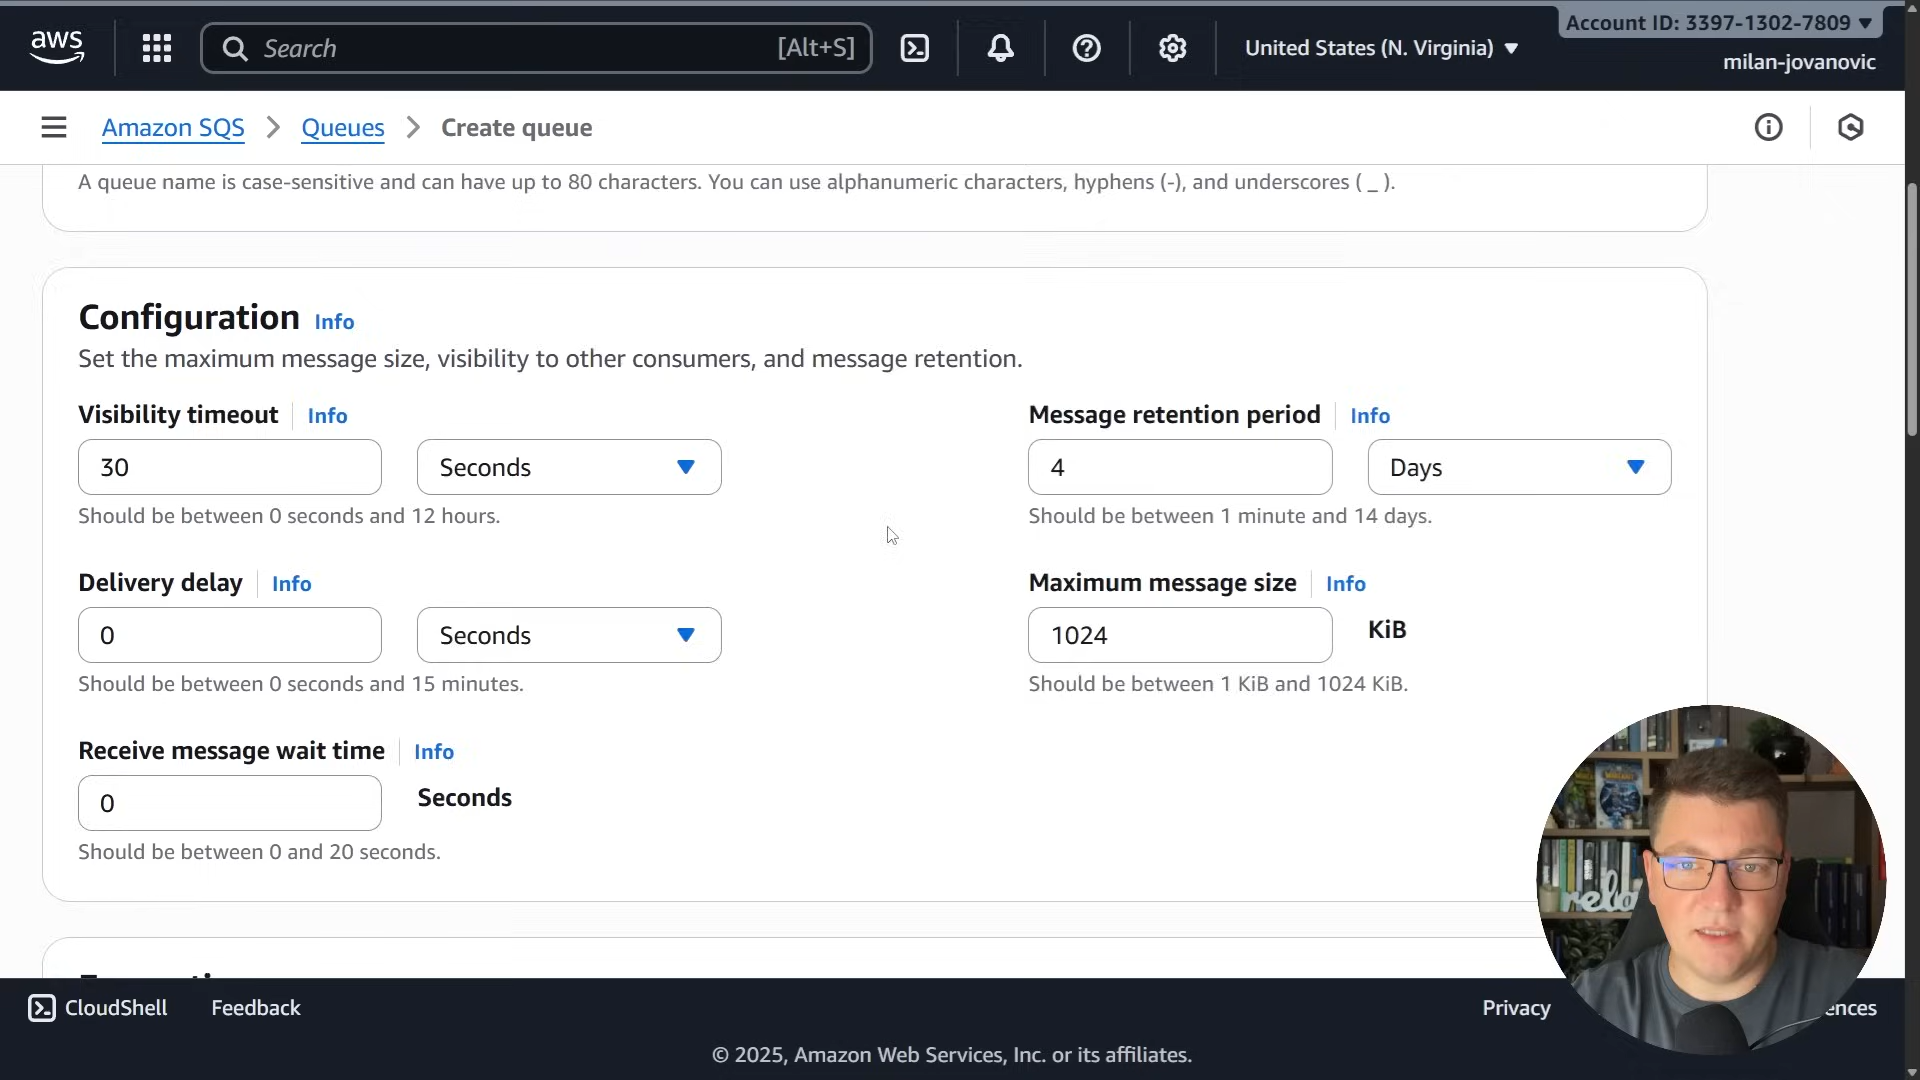 Account ID: 3397-1302-7809
aws
Search
[Alt+S]
United States (N. Virginia)
milan-jovanovic
Amazon SQS
Queues
Create queue
A queue name is case-sensitive and can have up to 80 characters. You can use alphanumeric characters, hyphens (-), and underscores ( _ ).
Configuration Info
Set the maximum message size, visibility to other consumers, and message retention.
Visibility timeout Info
30 Seconds
Should be between 0 seconds and 12 hours.
Message retention period Info
4 Days
Should be between 1 minute and 14 days.
Delivery delay Info
0 Seconds
Should be between 0 seconds and 15 minutes.
Maximum message size Info
1024 KiB
Should be between 1 KiB and 1024 KiB.
Receive message wait time Info
0 Seconds
Should be between 0 and 20 seconds.
CloudShell
Feedback
Privacy
© 2025, Amazon Web Services, Inc. or its affiliates.